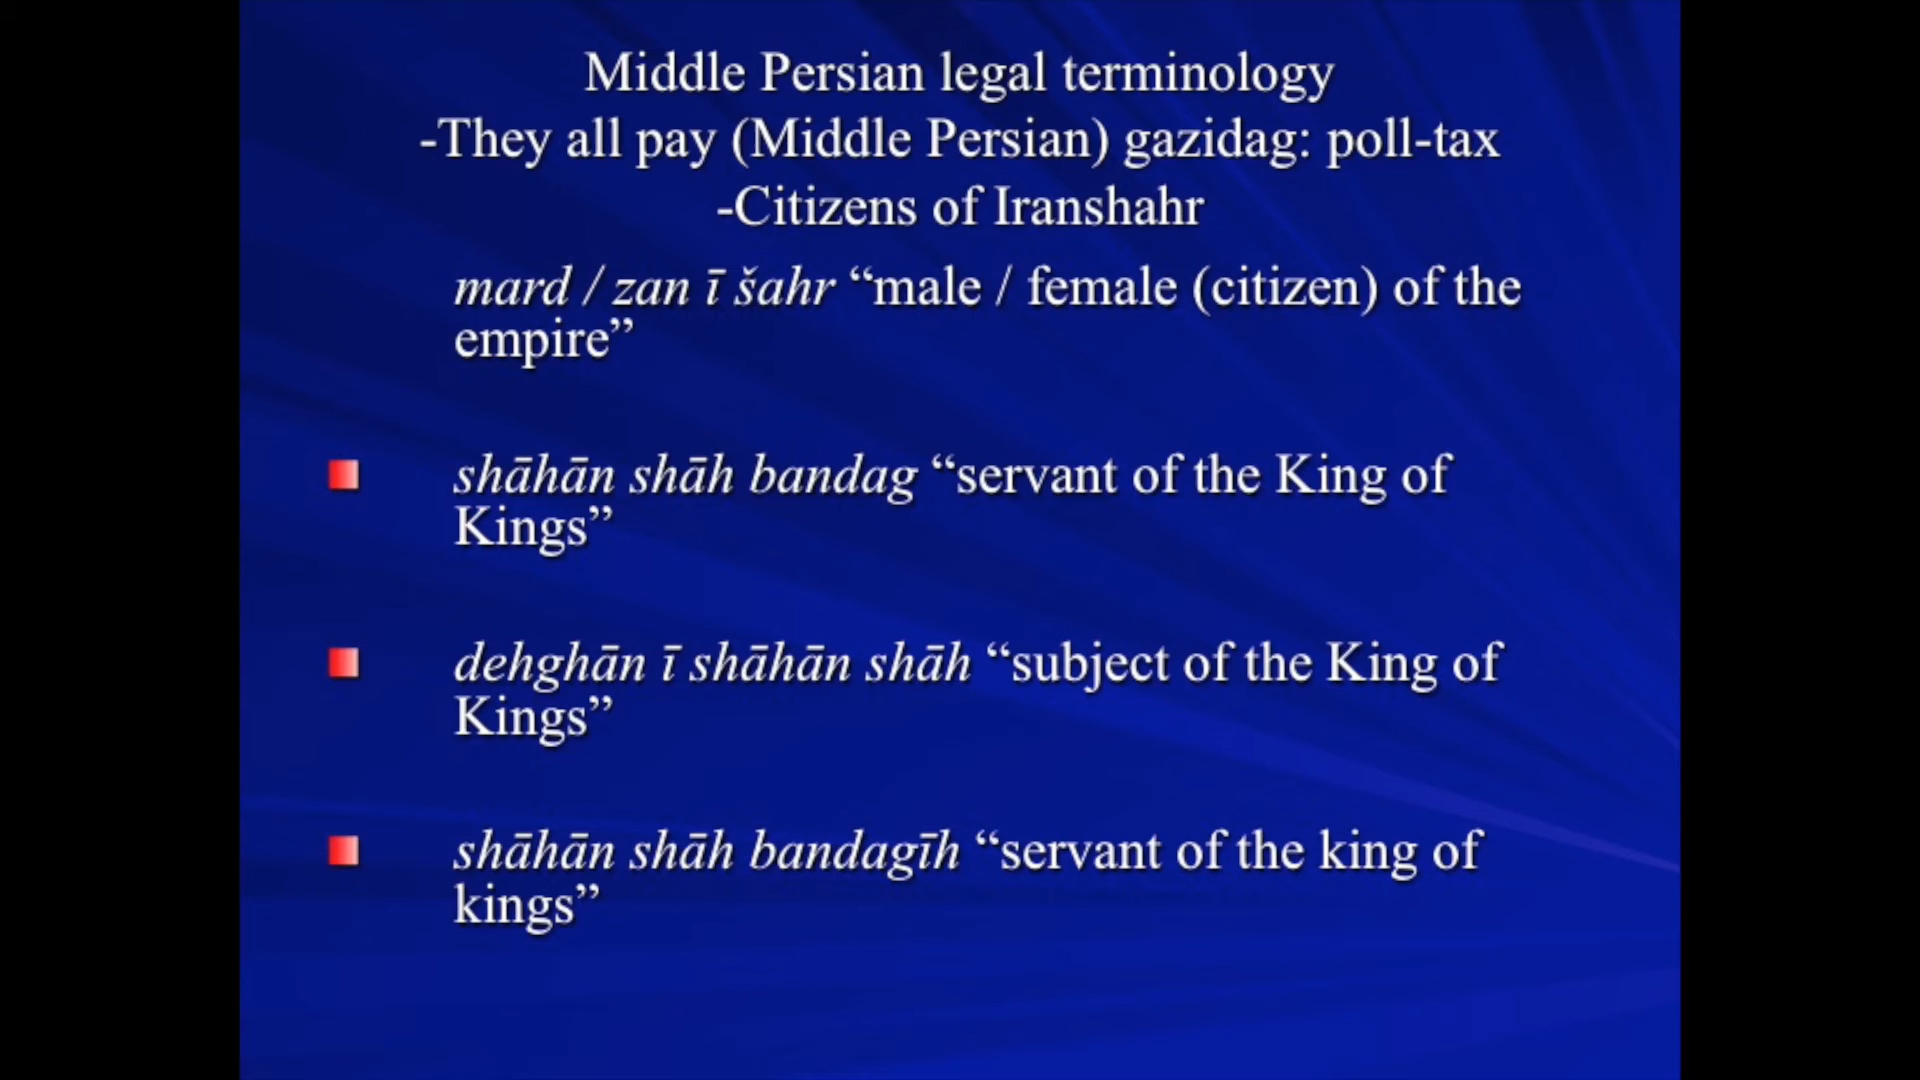 Middle Persian legal terminology
-They all pay (Middle Persian) gazidag: poll-tax
-Citizens of Iranshahr
mard / zan ī šahr “male / female (citizen) of the
empire”
shāhān shāh bandag “servant of the King of
Kings”
dehghān ī shāhān shāh “subject of the King of
Kings”
shāhān shāh bandagīh “servant of the king of
kings”